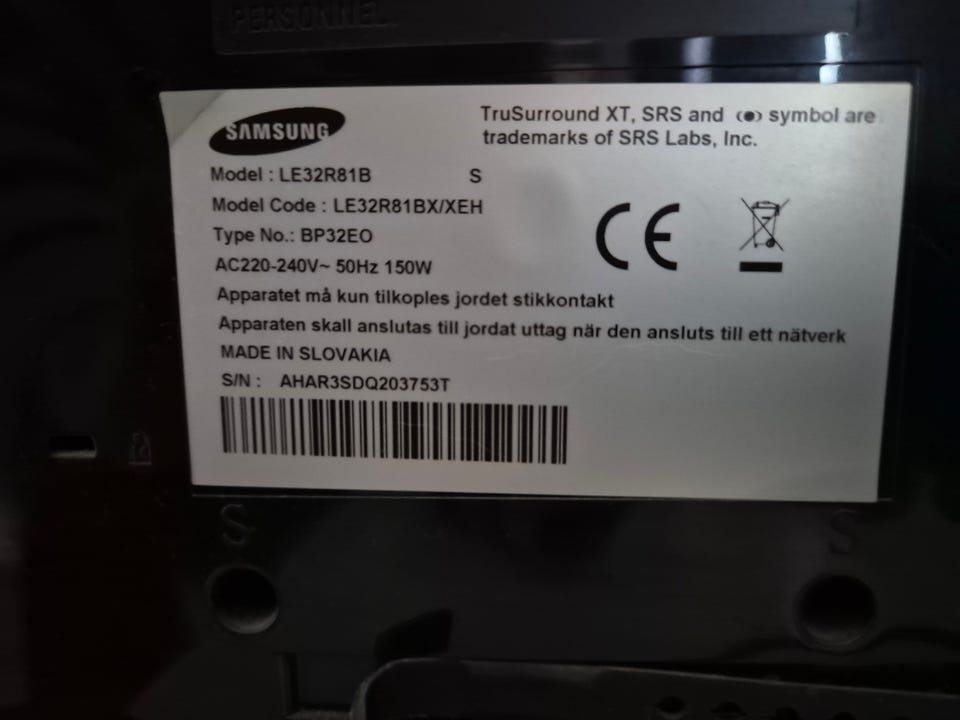 PERSONNEL.
SAMSUNG
TruSurround XT, SRS and (●) symbol are
trademarks of SRS Labs, Inc.
Model : LE32R81B S
Model Code : LE32R81BX/XEH
Type No.: BP32EO
AC220-240V~ 50Hz 150W
Apparatet må kun tilkoples jordet stikkontakt
Apparaten skall anslutas till jordat uttag när den ansluts till ett nätverk
MADE IN SLOVAKIA
S/N : AHAR3SDQ203753T
CE
S
S